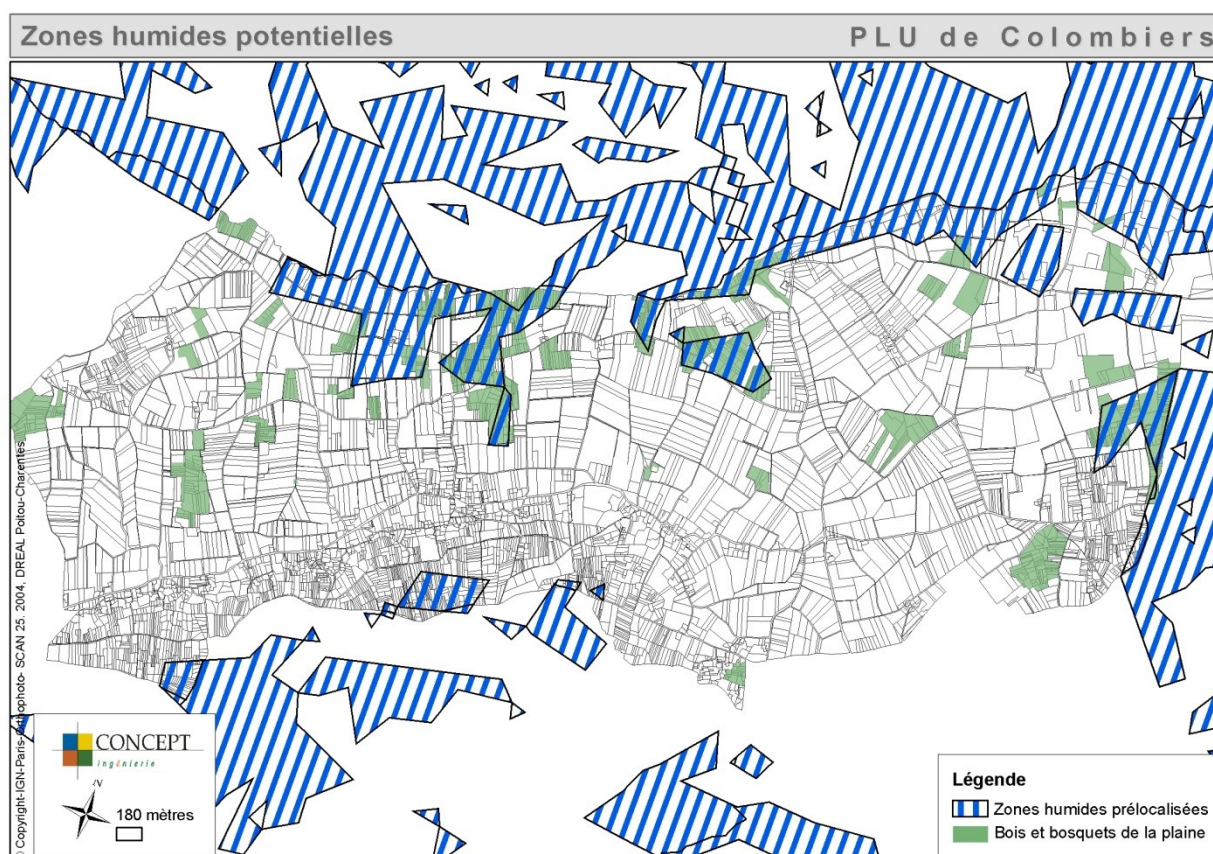 Zones humides potentielles
PLU de Colombiers
© Copyright-IGN-Paris-Orthophoto- SCAN 25, 2004, DREAL Poitou-Charentes
CONCEPT
ingénierie
N
180 mètres
Légende
Zones humides prélocalisées
Bois et bosquets de la plaine